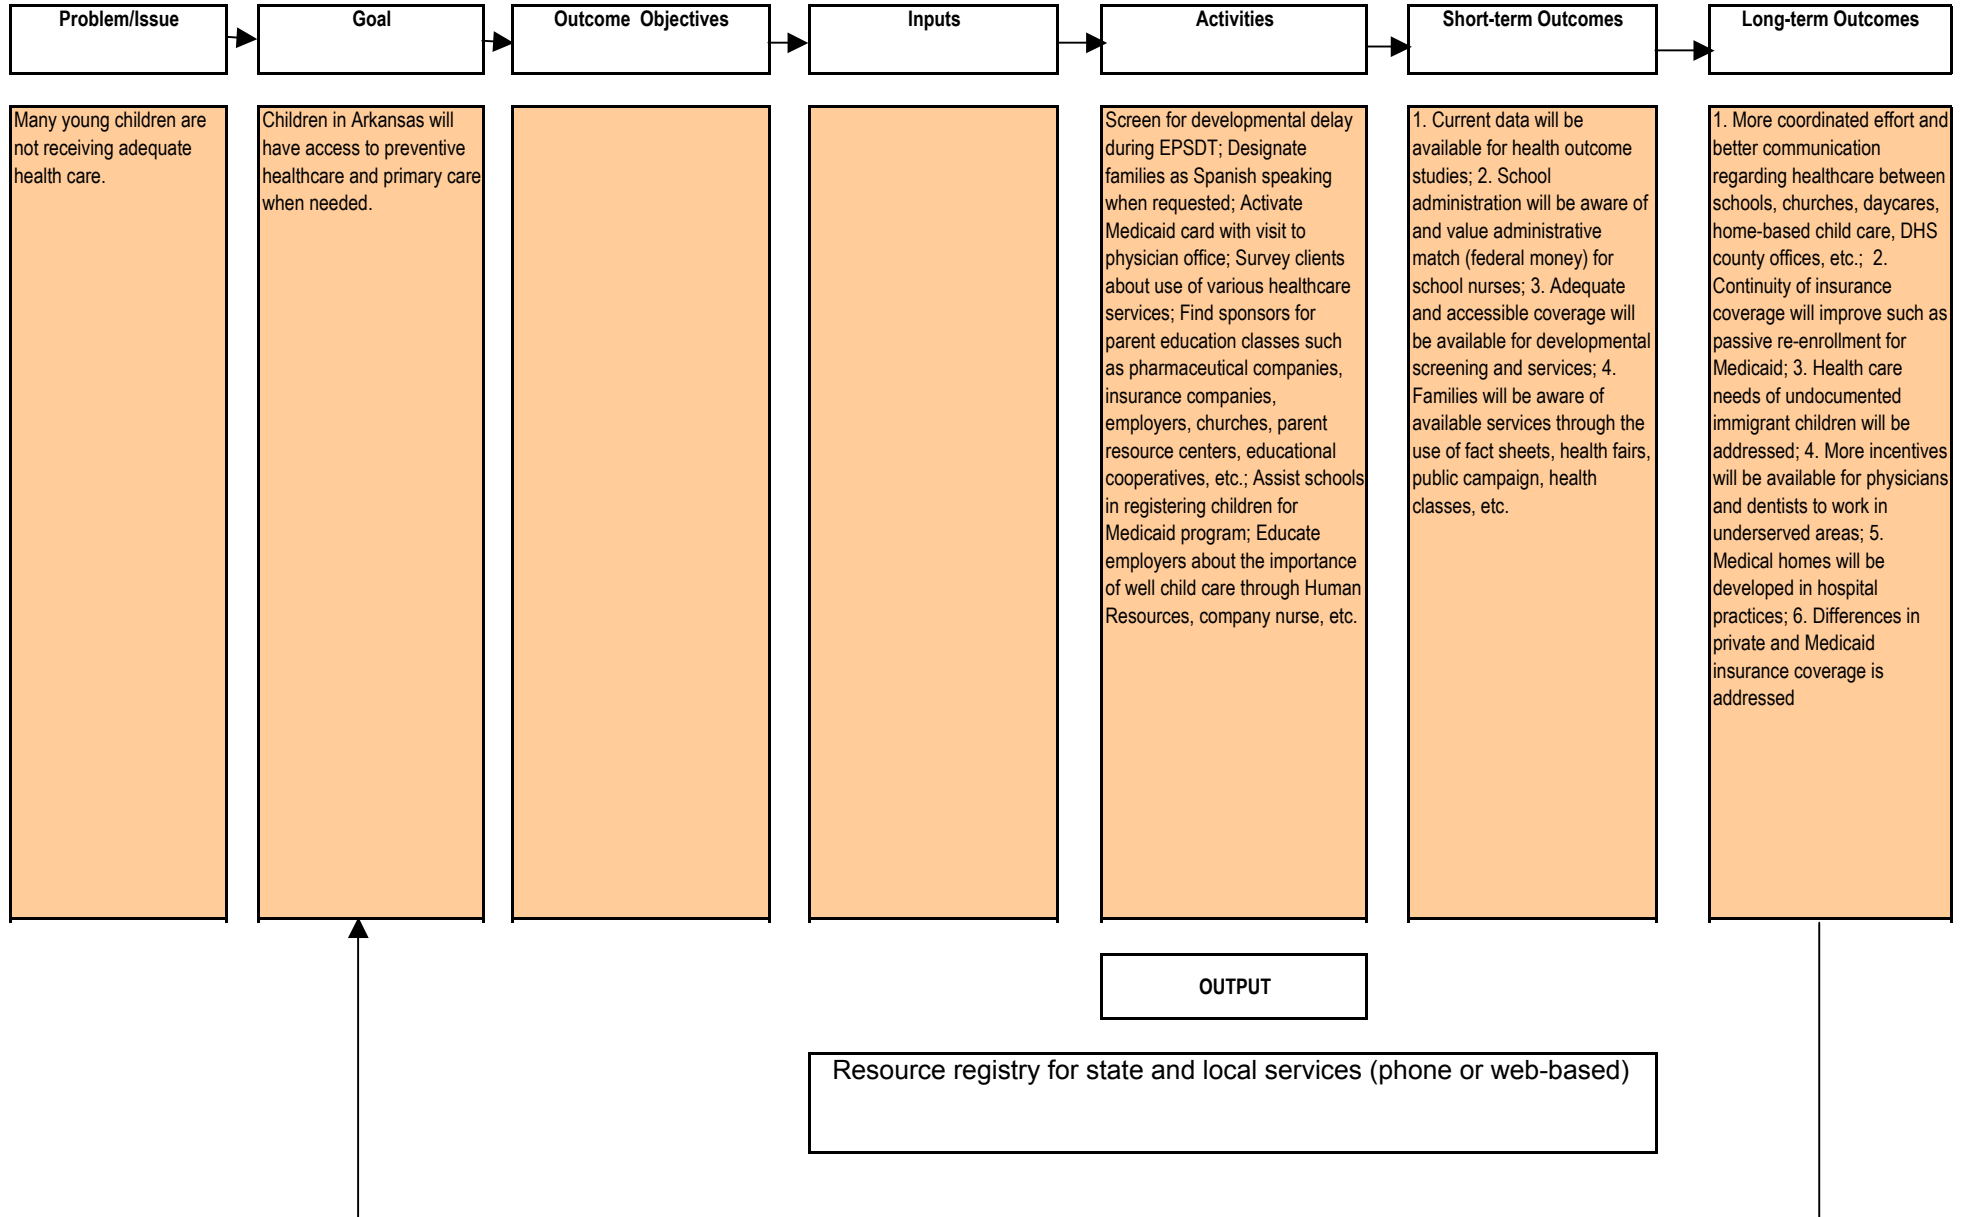 Problem/Issue
Goal
Outcome  Objectives
Inputs
Activities
Short-term Outcomes
Long-term Outcomes
Many young children are
not receiving adequate
health care.
Children in Arkansas will
have access to preventive
healthcare and primary care
when needed.
Screen for developmental delay
during EPSDT; Designate
families as Spanish speaking
when requested; Activate
Medicaid card with visit to
physician office; Survey clients
about use of various healthcare
services; Find sponsors for
parent education classes such
as pharmaceutical companies,
insurance companies,
employers, churches, parent
resource centers, educational
cooperatives, etc.; Assist schools
in registering children for
Medicaid program; Educate
employers about the importance
of well child care through Human
Resources, company nurse, etc.
1. Current data will be
available for health outcome
studies; 2. School
administration will be aware of
and value administrative
match (federal money) for
school nurses; 3. Adequate
and accessible coverage will
be available for developmental
screening and services; 4.
Families will be aware of
available services through the
use of fact sheets, health fairs,
public campaign, health
classes, etc.
1. More coordinated effort and
better communication
regarding healthcare between
schools, churches, daycares,
home-based child care, DHS
county offices, etc.;  2.
Continuity of insurance
coverage will improve such as
passive re-enrollment for
Medicaid; 3. Health care
needs of undocumented
immigrant children will be
addressed; 4. More incentives
will be available for physicians
and dentists to work in
underserved areas; 5.
Medical homes will be
developed in hospital
practices; 6. Differences in
private and Medicaid
insurance coverage is
addressed
OUTPUT
Resource registry for state and local services (phone or web-based)